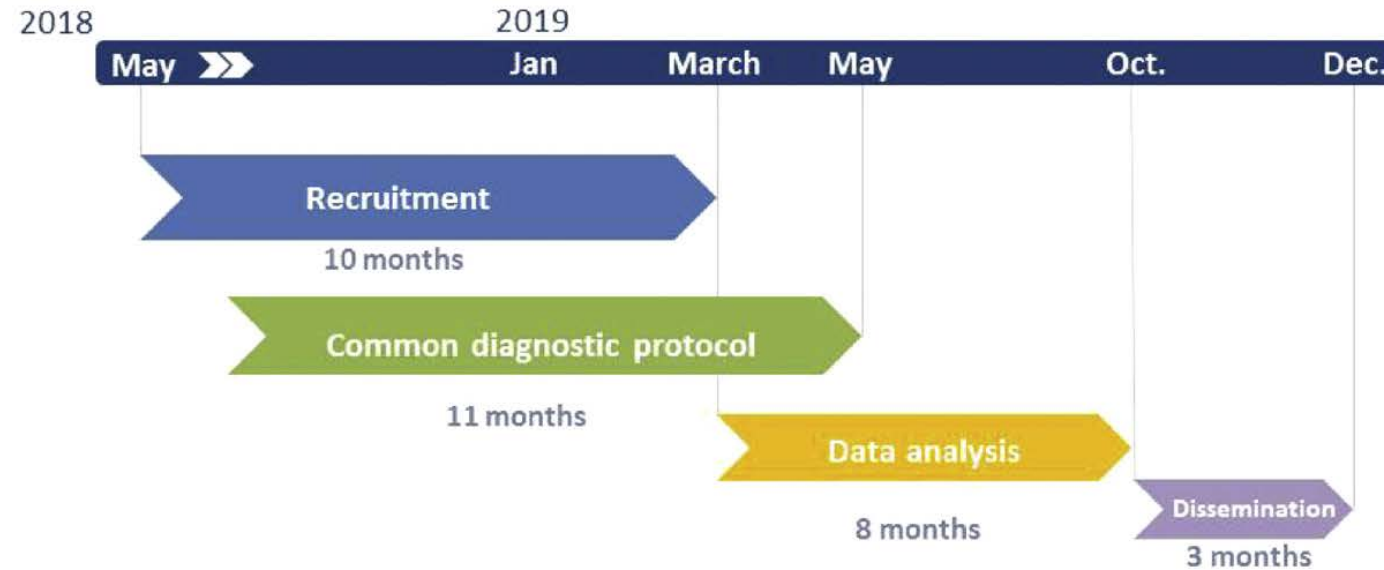 2018
2019
May Jan March May Oct. Dec.
Recruitment
10 months
Common diagnostic protocol
11 months
Data analysis
8 months
Dissemination
3 months